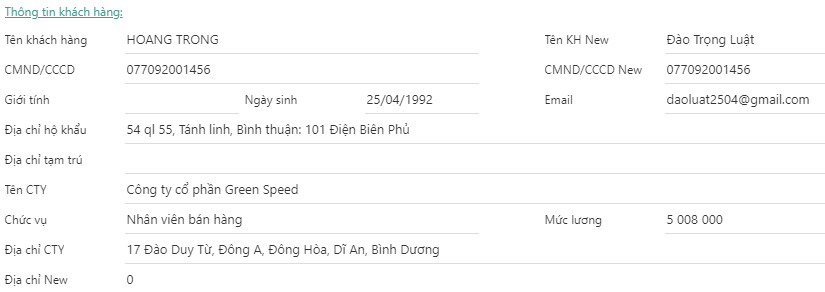 Thông tin khách hàng:
Tên khách hàng HOANG TRONG Tên KH New Đào Trọng Luật
CMND/CCCD 077092001456 CMND/CCCD New 077092001456
Giới tính Ngày sinh 25/04/1992 Email daoluat2504@gmail.com
Địa chỉ hộ khẩu 54 ql 55, Tánh linh, Bình thuận: 101 Điện Biên Phủ
Địa chỉ tạm trú
Tên CTY Công ty cổ phần Green Speed
Chức vụ Nhân viên bán hàng Mức lương 5 008 000
Địa chỉ CTY 17 Đào Duy Từ, Đông A, Đông Hòa, Dĩ An, Bình Dương
Địa chỉ New 0